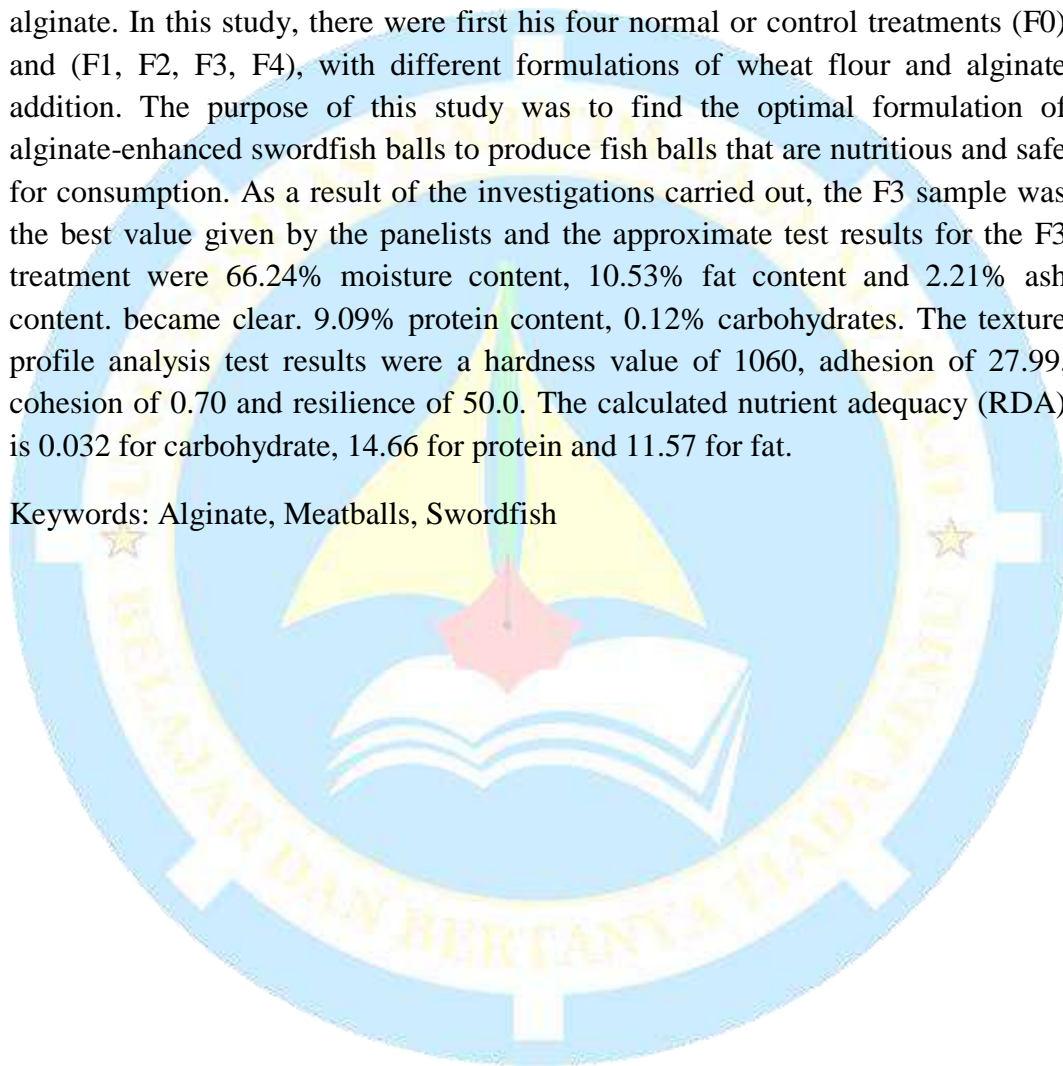 alginate. In this study, there were first his four normal or control treatments (F0)
and (F1, F2, F3, F4), with different formulations of wheat flour and alginate
addition. The purpose of this study was to find the optimal formulation of
alginate-enhanced swordfish balls to produce fish balls that are nutritious and safe
for consumption. As a result of the investigations carried out, the F3 sample was
the best value given by the panelists and the approximate test results for the F3
treatment were 66.24% moisture content, 10.53% fat content and 2.21% ash
content. became clear. 9.09% protein content, 0.12% carbohydrates. The texture
profile analysis test results were a hardness value of 1060, adhesion of 27.99,
cohesion of 0.70 and resilience of 50.0. The calculated nutrient adequacy (RDA)
is 0.032 for carbohydrate, 14.66 for protein and 11.57 for fat.
Keywords: Alginate, Meatballs, Swordfish
BELAJAR DAN BERTANYA TIADA JEMU